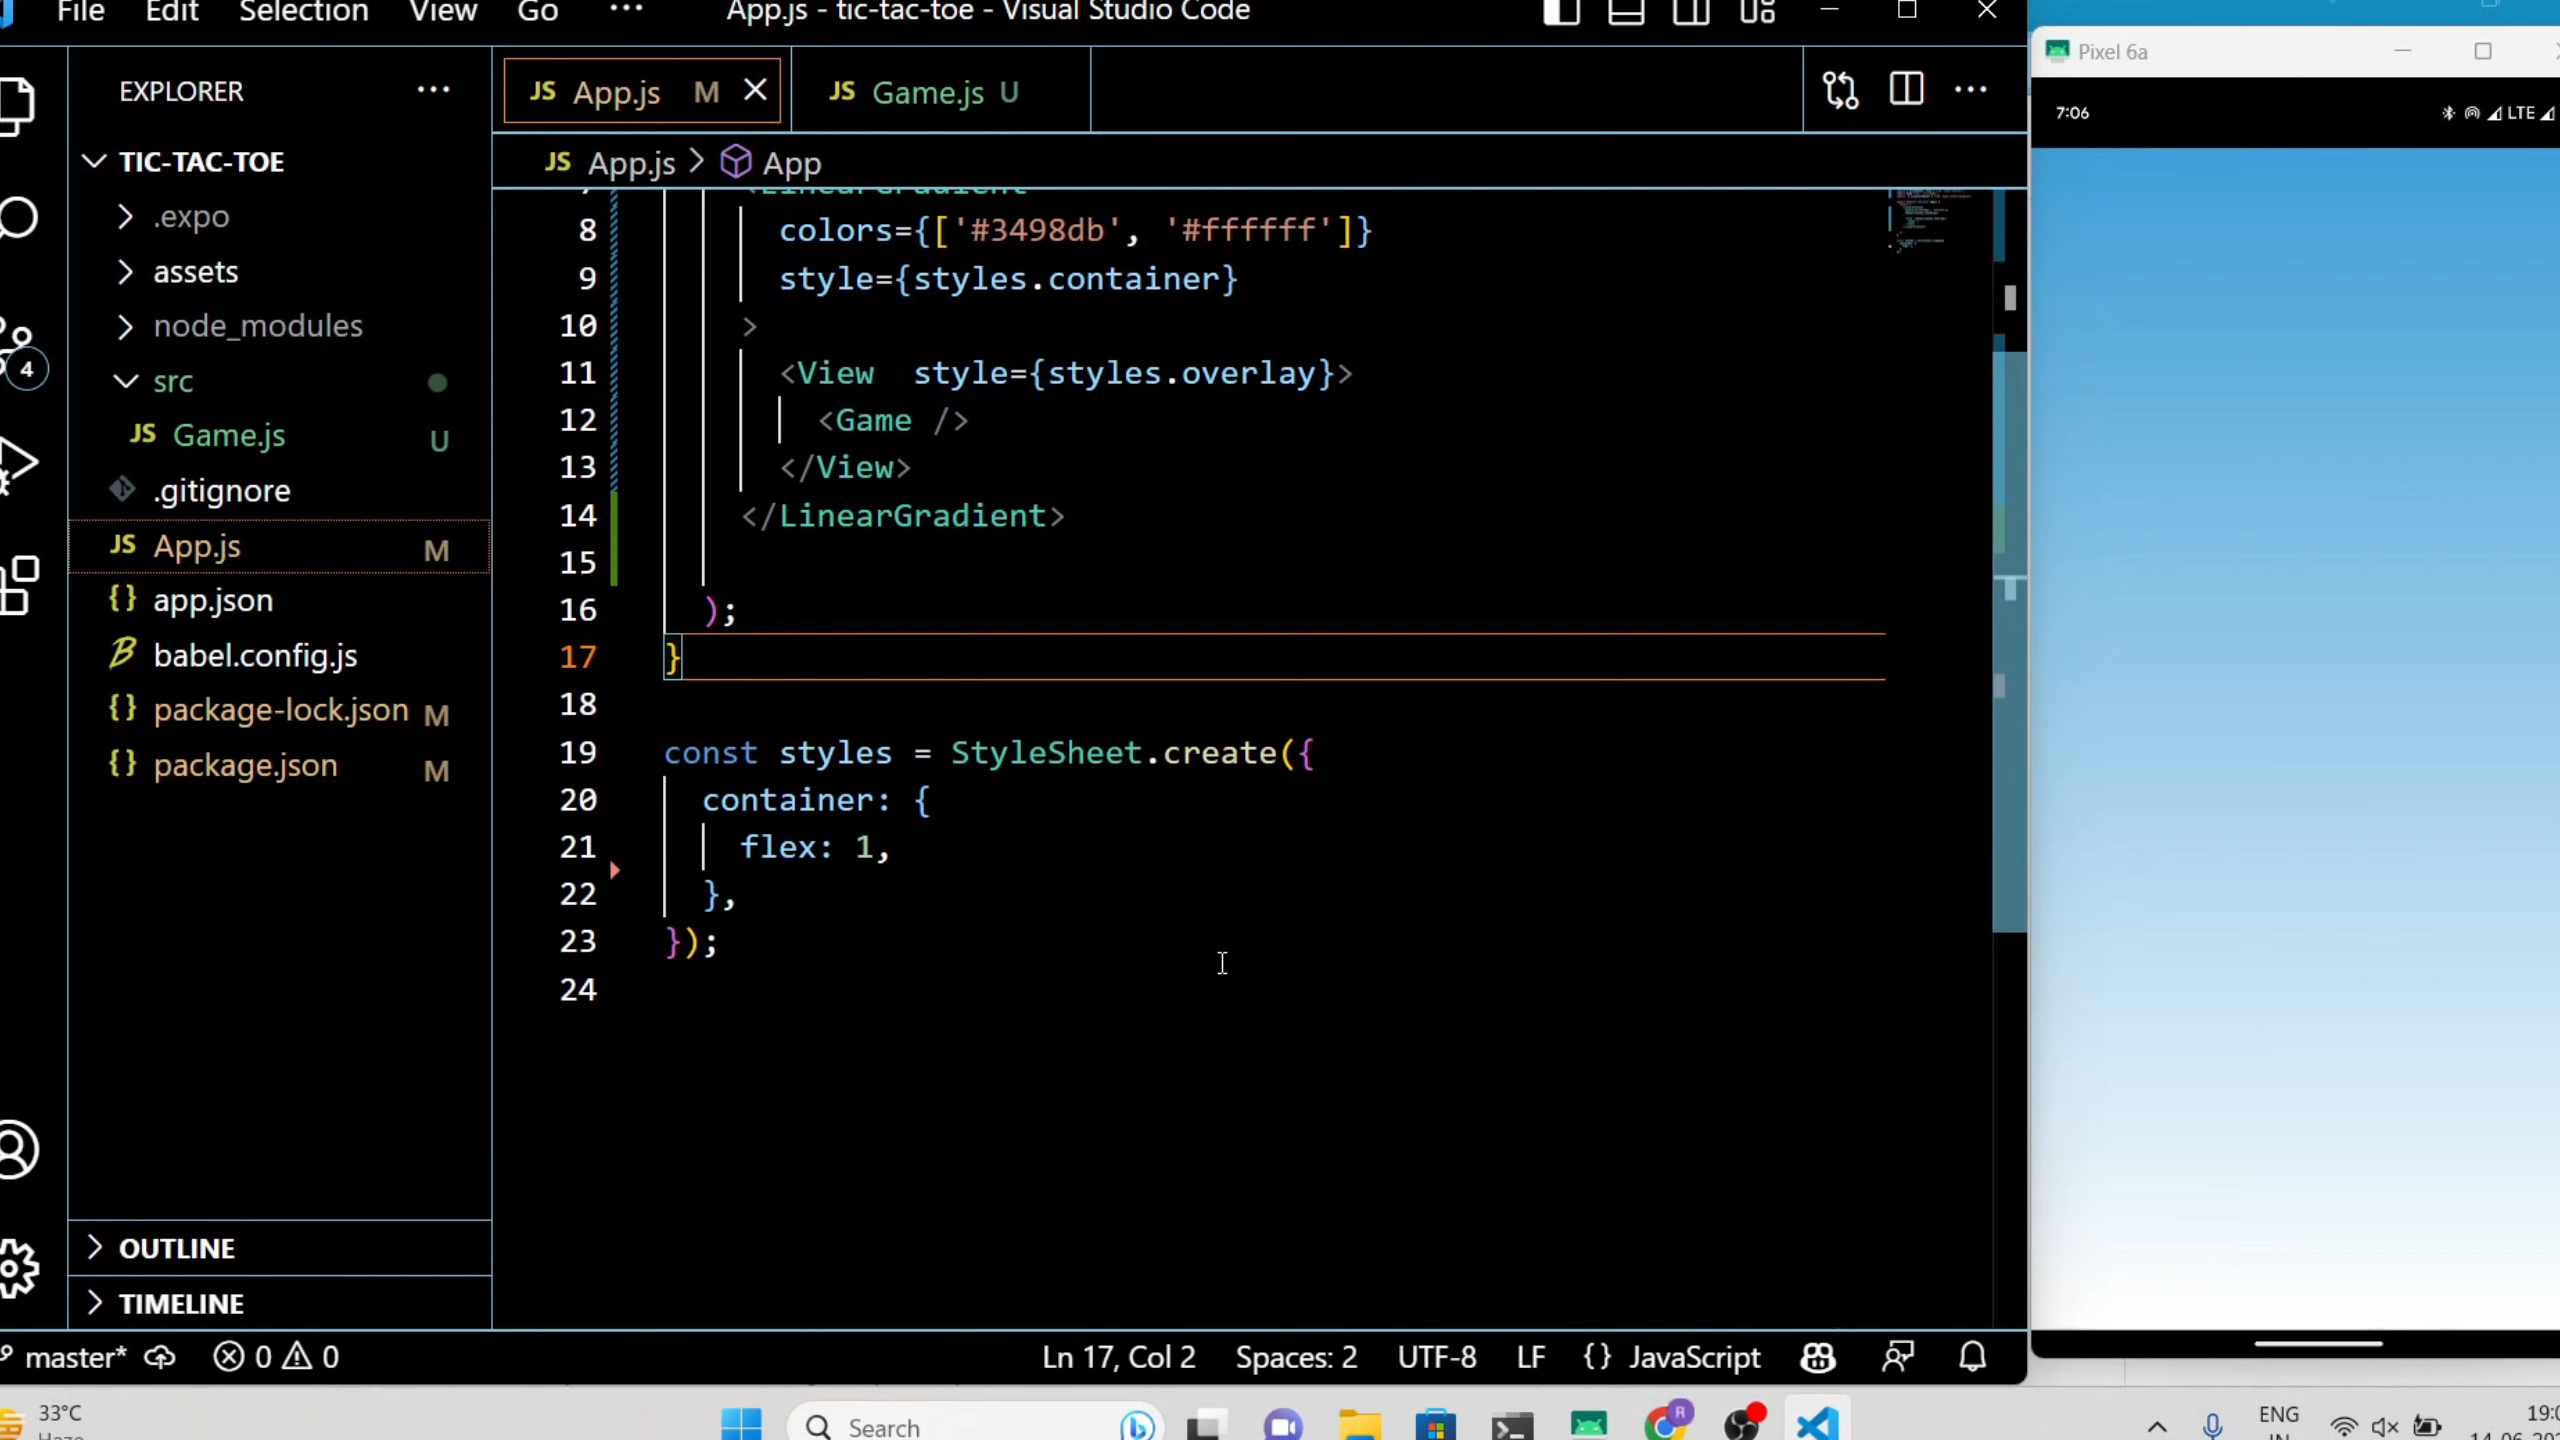 File Edit Selection View Go ... App.js - tic-tac-toe - Visual Studio Code
EXPLORER
TIC-TAC-TOE
.expo
assets
node_modules
src
JS Game.js U
.gitignore
JS App.js M
{} app.json
babel.config.js
{} package-lock.json M
{} package.json M
OUTLINE
TIMELINE
4
JS App.js M
JS Game.js U
JS App.js > App
LinearGradient
8 colors={['#3498db', '#ffffff']}
9 style={styles.container}
10 >
11 <View  style={styles.overlay}>
12 <Game />
13 </View>
14 </LinearGradient>
15
16 );
17 }
18
19 const styles = StyleSheet.create({
20 container: {
21 flex: 1,
22 },
23 });
24
master* 0 0 Ln 17, Col 2 Spaces: 2 UTF-8 LF {} JavaScript
Pixel 6a
7:06 LTE
33°C
Search
R
ENG